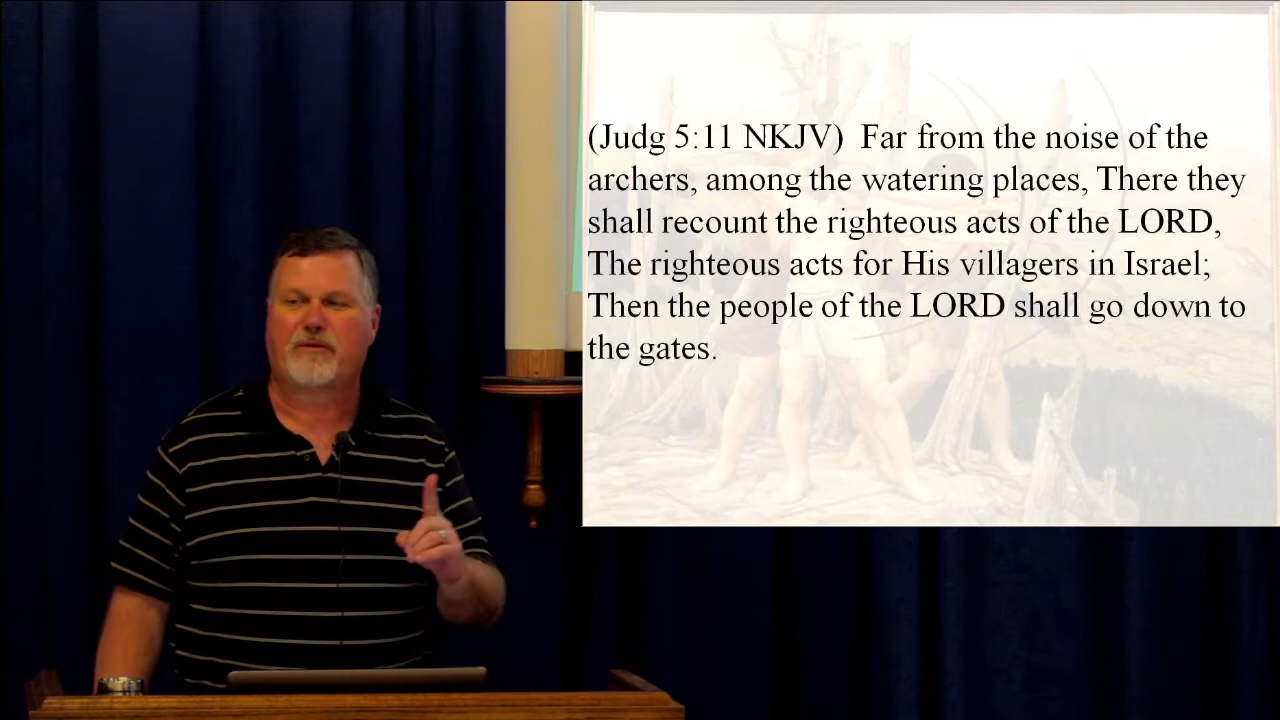 (Judg 5:11 NKJV)  Far from the noise of the
archers, among the watering places, There they
shall recount the righteous acts of the LORD,
The righteous acts for His villagers in Israel;
Then the people of the LORD shall go down to
the gates.